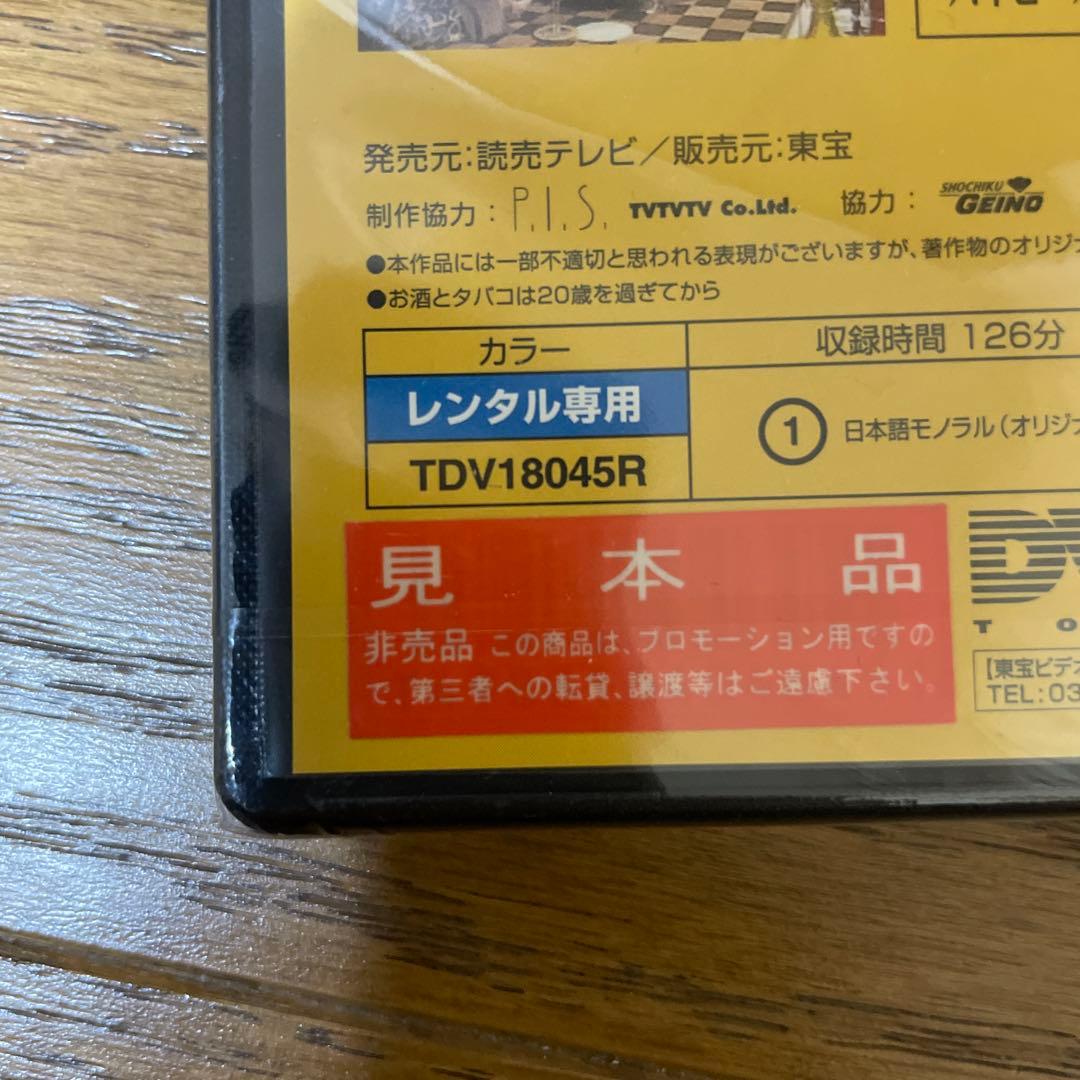 発売元:読売テレビ／販売元:東宝
制作協力： P.I.S. TVTVTV Co.Ltd. 協力： SHOCHIKU GEINO
●本作品には一部不適切と思われる表現がございますが、著作物のオリジナ
●お酒とタバコは20歳を過ぎてから
カラー 収録時間 126分
レンタル専用
① 日本語モノラル(オリジナ
TDV18045R
見本品
非売品 この商品は、プロモーション用ですの
で、第三者への転貸、譲渡等はご遠慮下さい。
T O
【東宝ビデオ
TEL:03